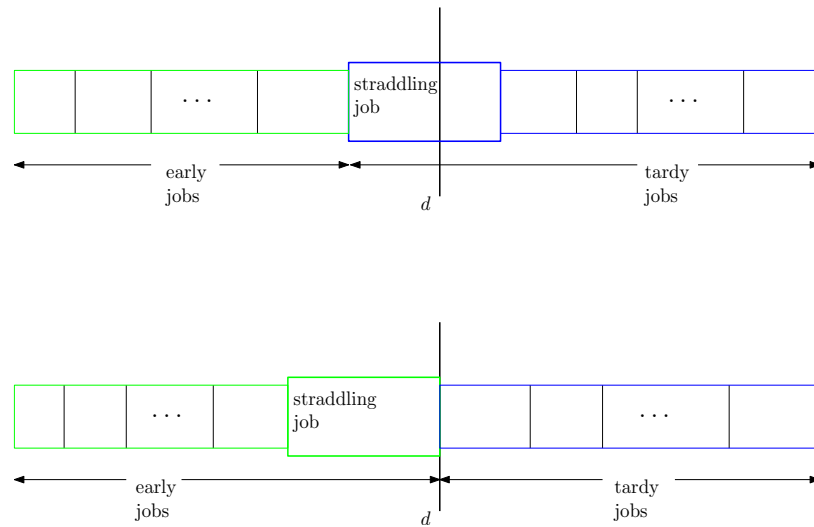 straddling
job
...
...
early
jobs
tardy
jobs
d
straddling
job
...
...
early
jobs
tardy
jobs
d